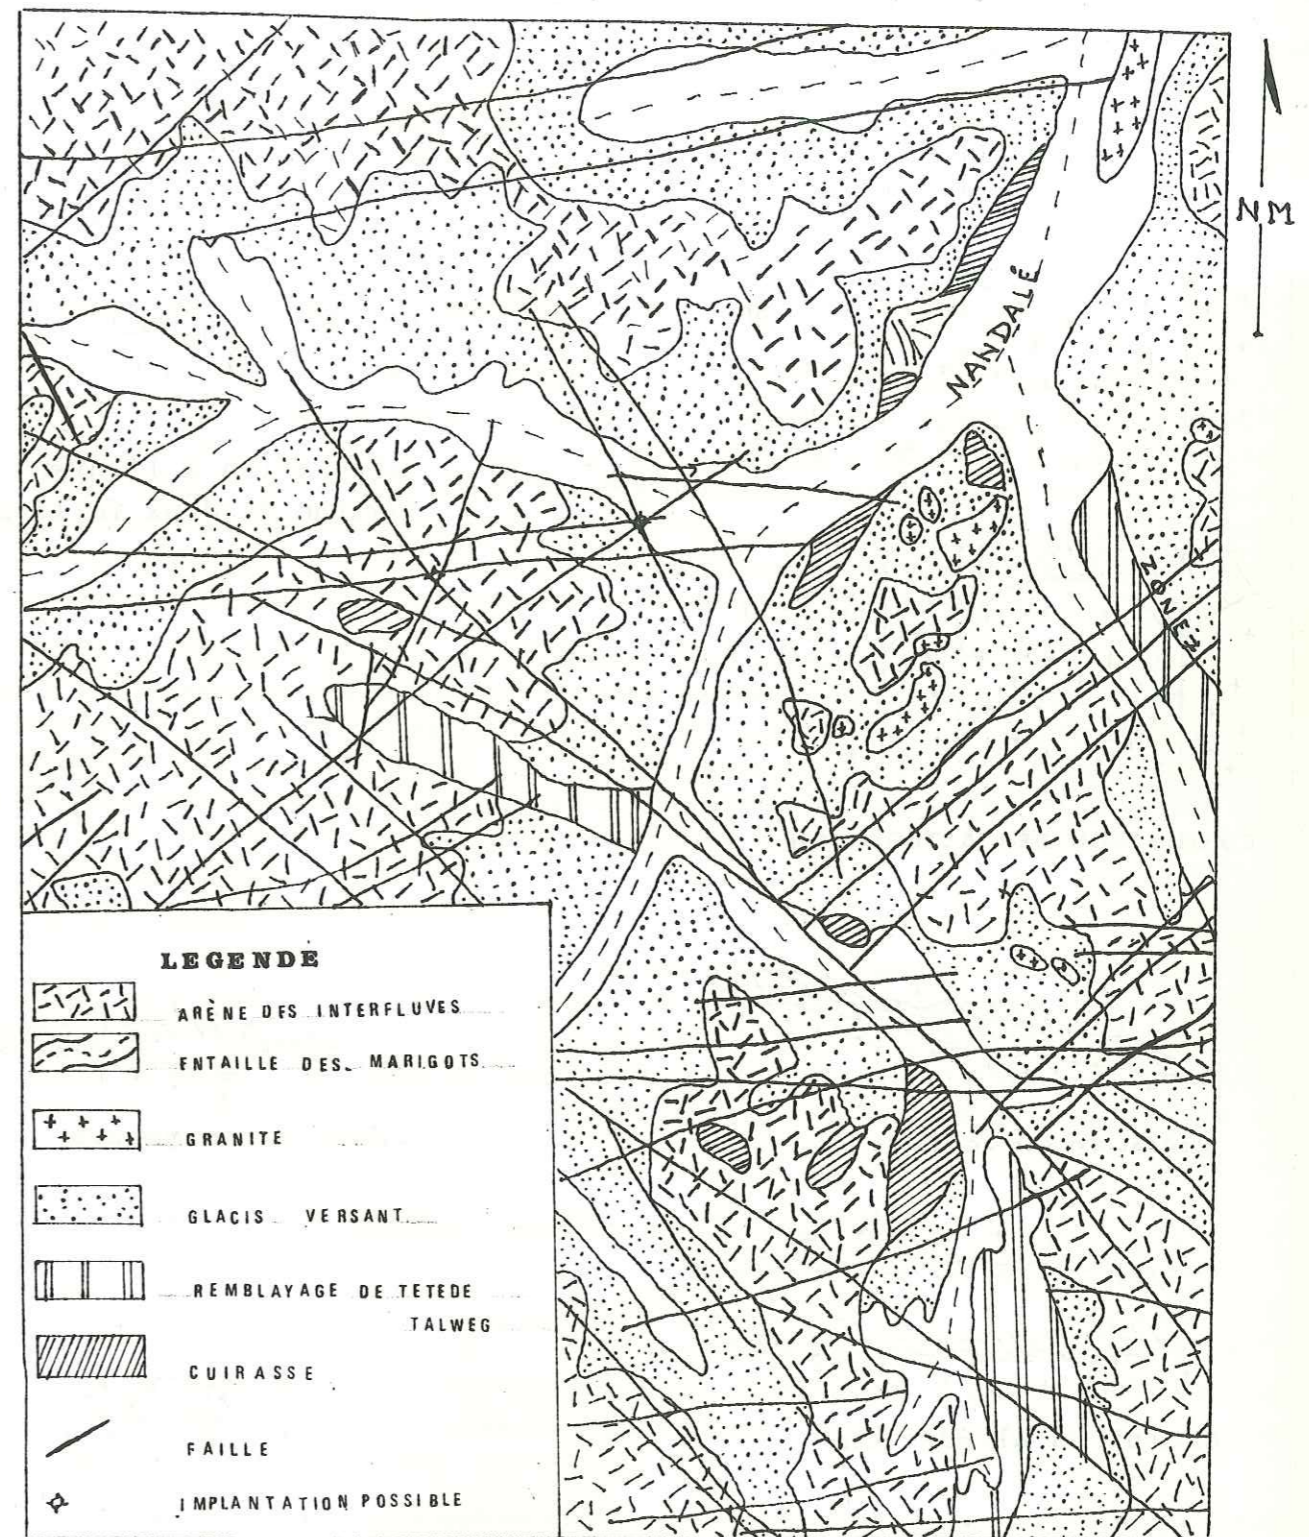 NM
NANDALÉ
LEGENDE
ARÈNE DES INTERFLUVES
ENTAILLE DES MARIGOTS
GRANITE
GLACIS VERSANT
REMBLAYAGE DE TETEDE
TALWEG
CUIRASSE
FAILLE
IMPLANTATION POSSIBLE